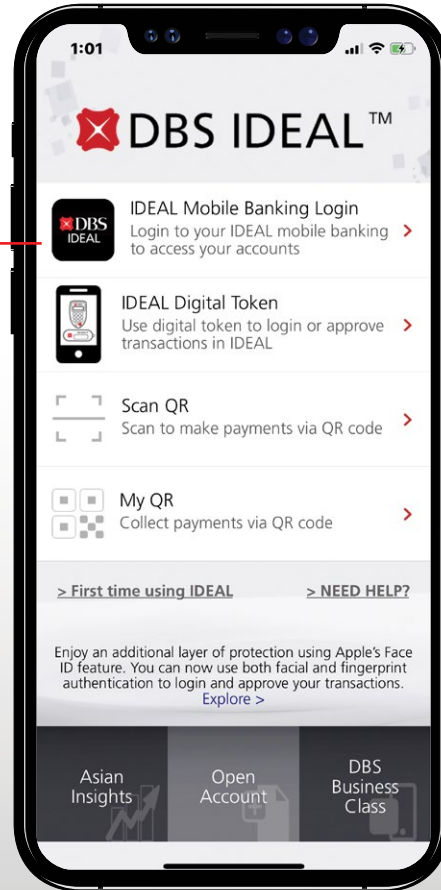 1:01
DBS IDEAL™
DBS
IDEAL
IDEAL Mobile Banking Login
Login to your IDEAL mobile banking
to access your accounts
IDEAL Digital Token
Use digital token to login or approve
transactions in IDEAL
Scan QR
Scan to make payments via QR code
My QR
Collect payments via QR code
> First time using IDEAL
> NEED HELP?
Enjoy an additional layer of protection using Apple's Face
ID feature. You can now use both facial and fingerprint
authentication to login and approve your transactions.
Explore >
Asian
Insights
Open
Account
DBS
Business
Class